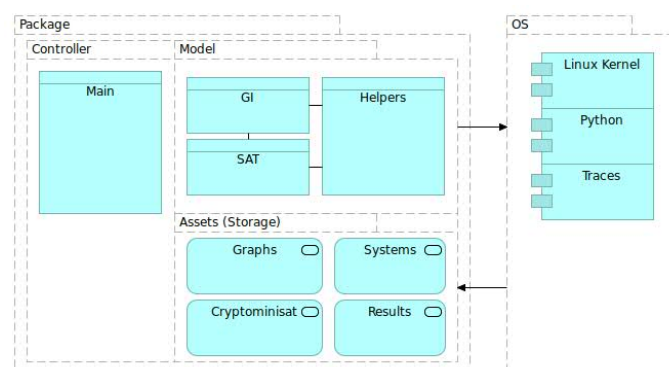 Package
OS
Controller
Model
Main
GI
Helpers
SAT
Linux Kernel
Python
Traces
Assets (Storage)
Graphs
Systems
Cryptominisat
Results